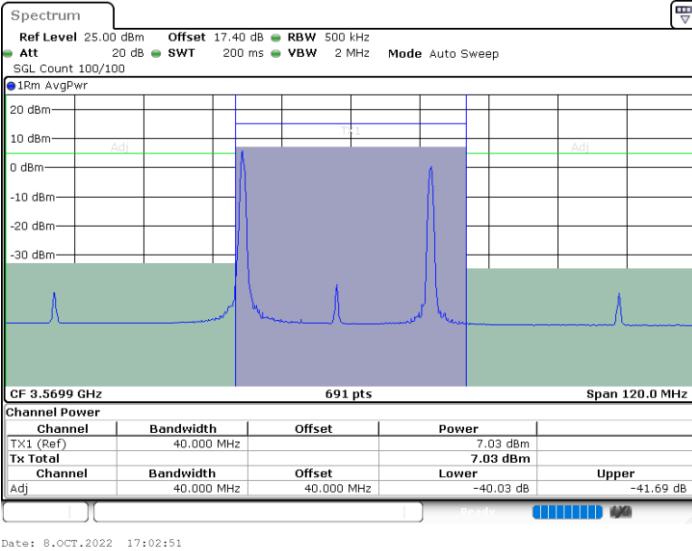 Spectrum
Ref Level 25.00 dBm Offset 17.40 dB RBW 500 kHz
Att 20 dB SWT 200 ms VBW 2 MHz Mode Auto Sweep
SGL Count 100/100
1Rm AvgPwr
20 dBm
TX1
10 dBm
Adj Adj
0 dBm
-10 dBm
-20 dBm
-30 dBm
CF 3.5699 GHz 691 pts Span 120.0 MHz
Channel Power
Channel Bandwidth Offset Power
TX1 (Ref) 40.000 MHz 7.03 dBm
Tx Total 7.03 dBm
Channel Bandwidth Offset Lower Upper
Adj 40.000 MHz 40.000 MHz -40.03 dB -41.69 dB
Ready
Date: 8.OCT.2022 17:02:51